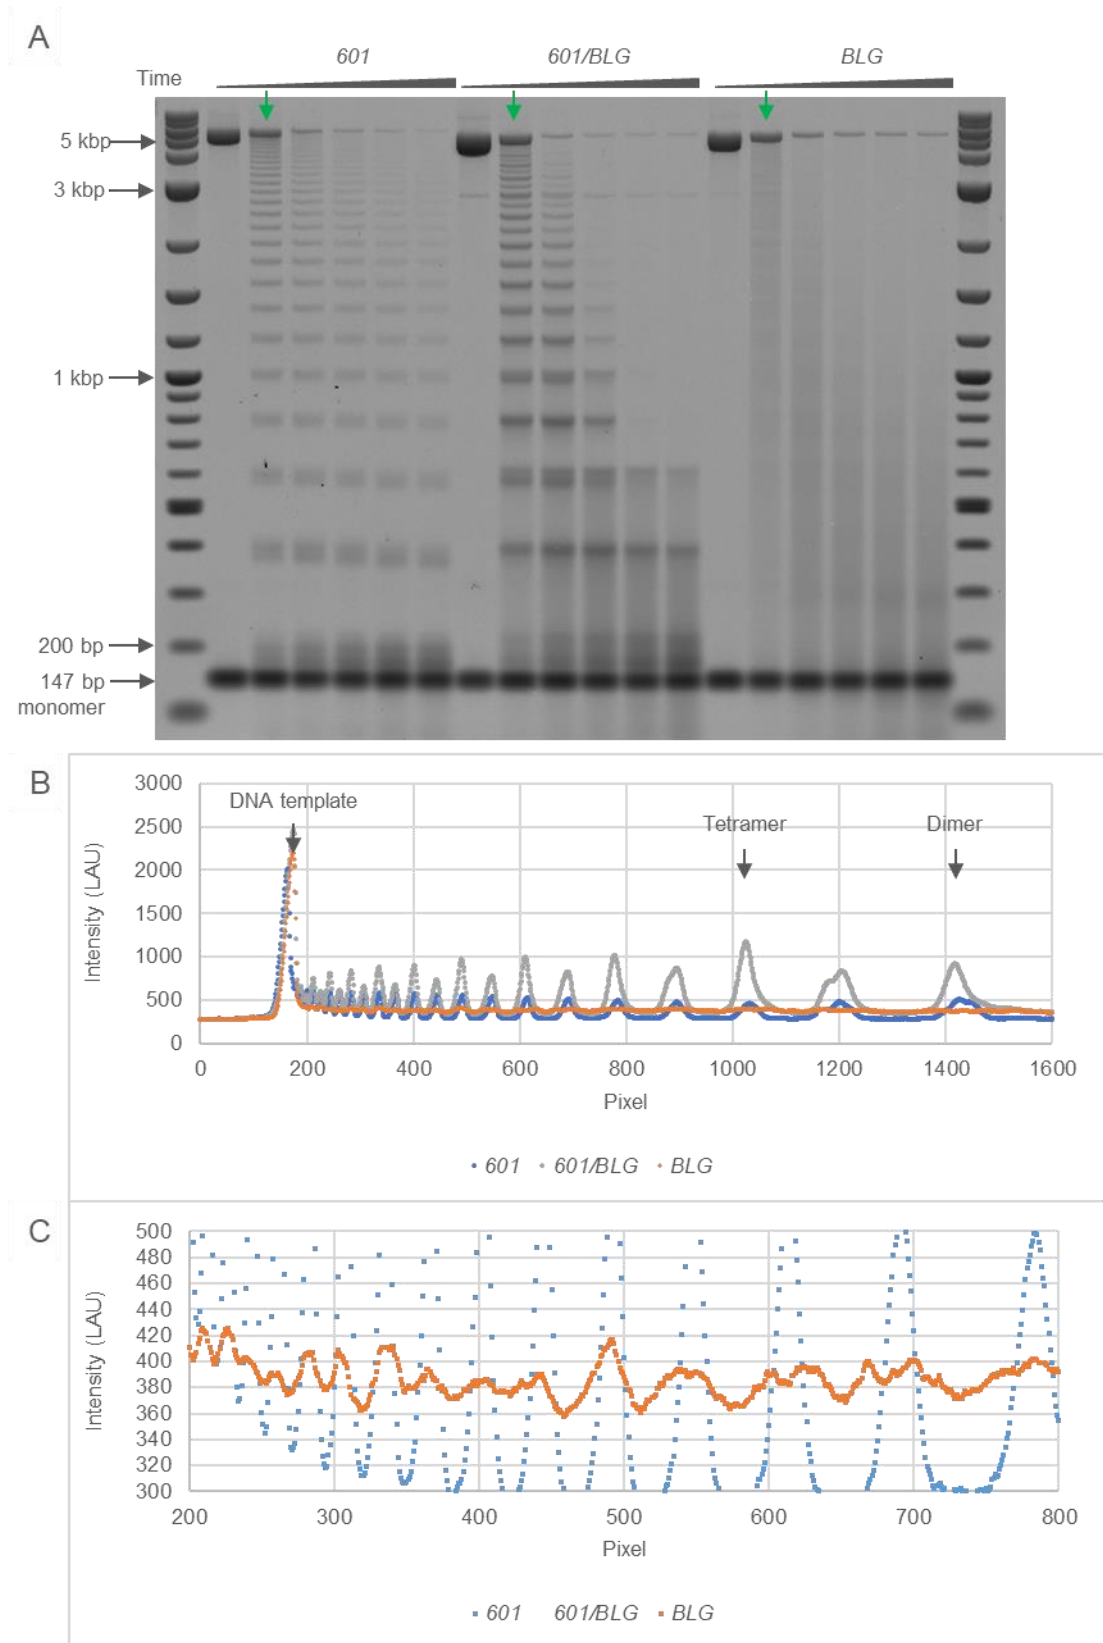 A
601 601/BLG BLG
Time
5 kbp
3 kbp
1 kbp
200 bp
147 bp
monomer
B
3000
2500
2000
1500
1000
500
0
Intensity (LAU)
DNA template
Tetramer
Dimer
0 200 400 600 800 1000 1200 1400 1600
Pixel
601 601/BLG BLG
C
500
480
460
440
420
400
380
360
340
320
300
Intensity (LAU)
200 300 400 500 600 700 800
Pixel
601 601/BLG BLG